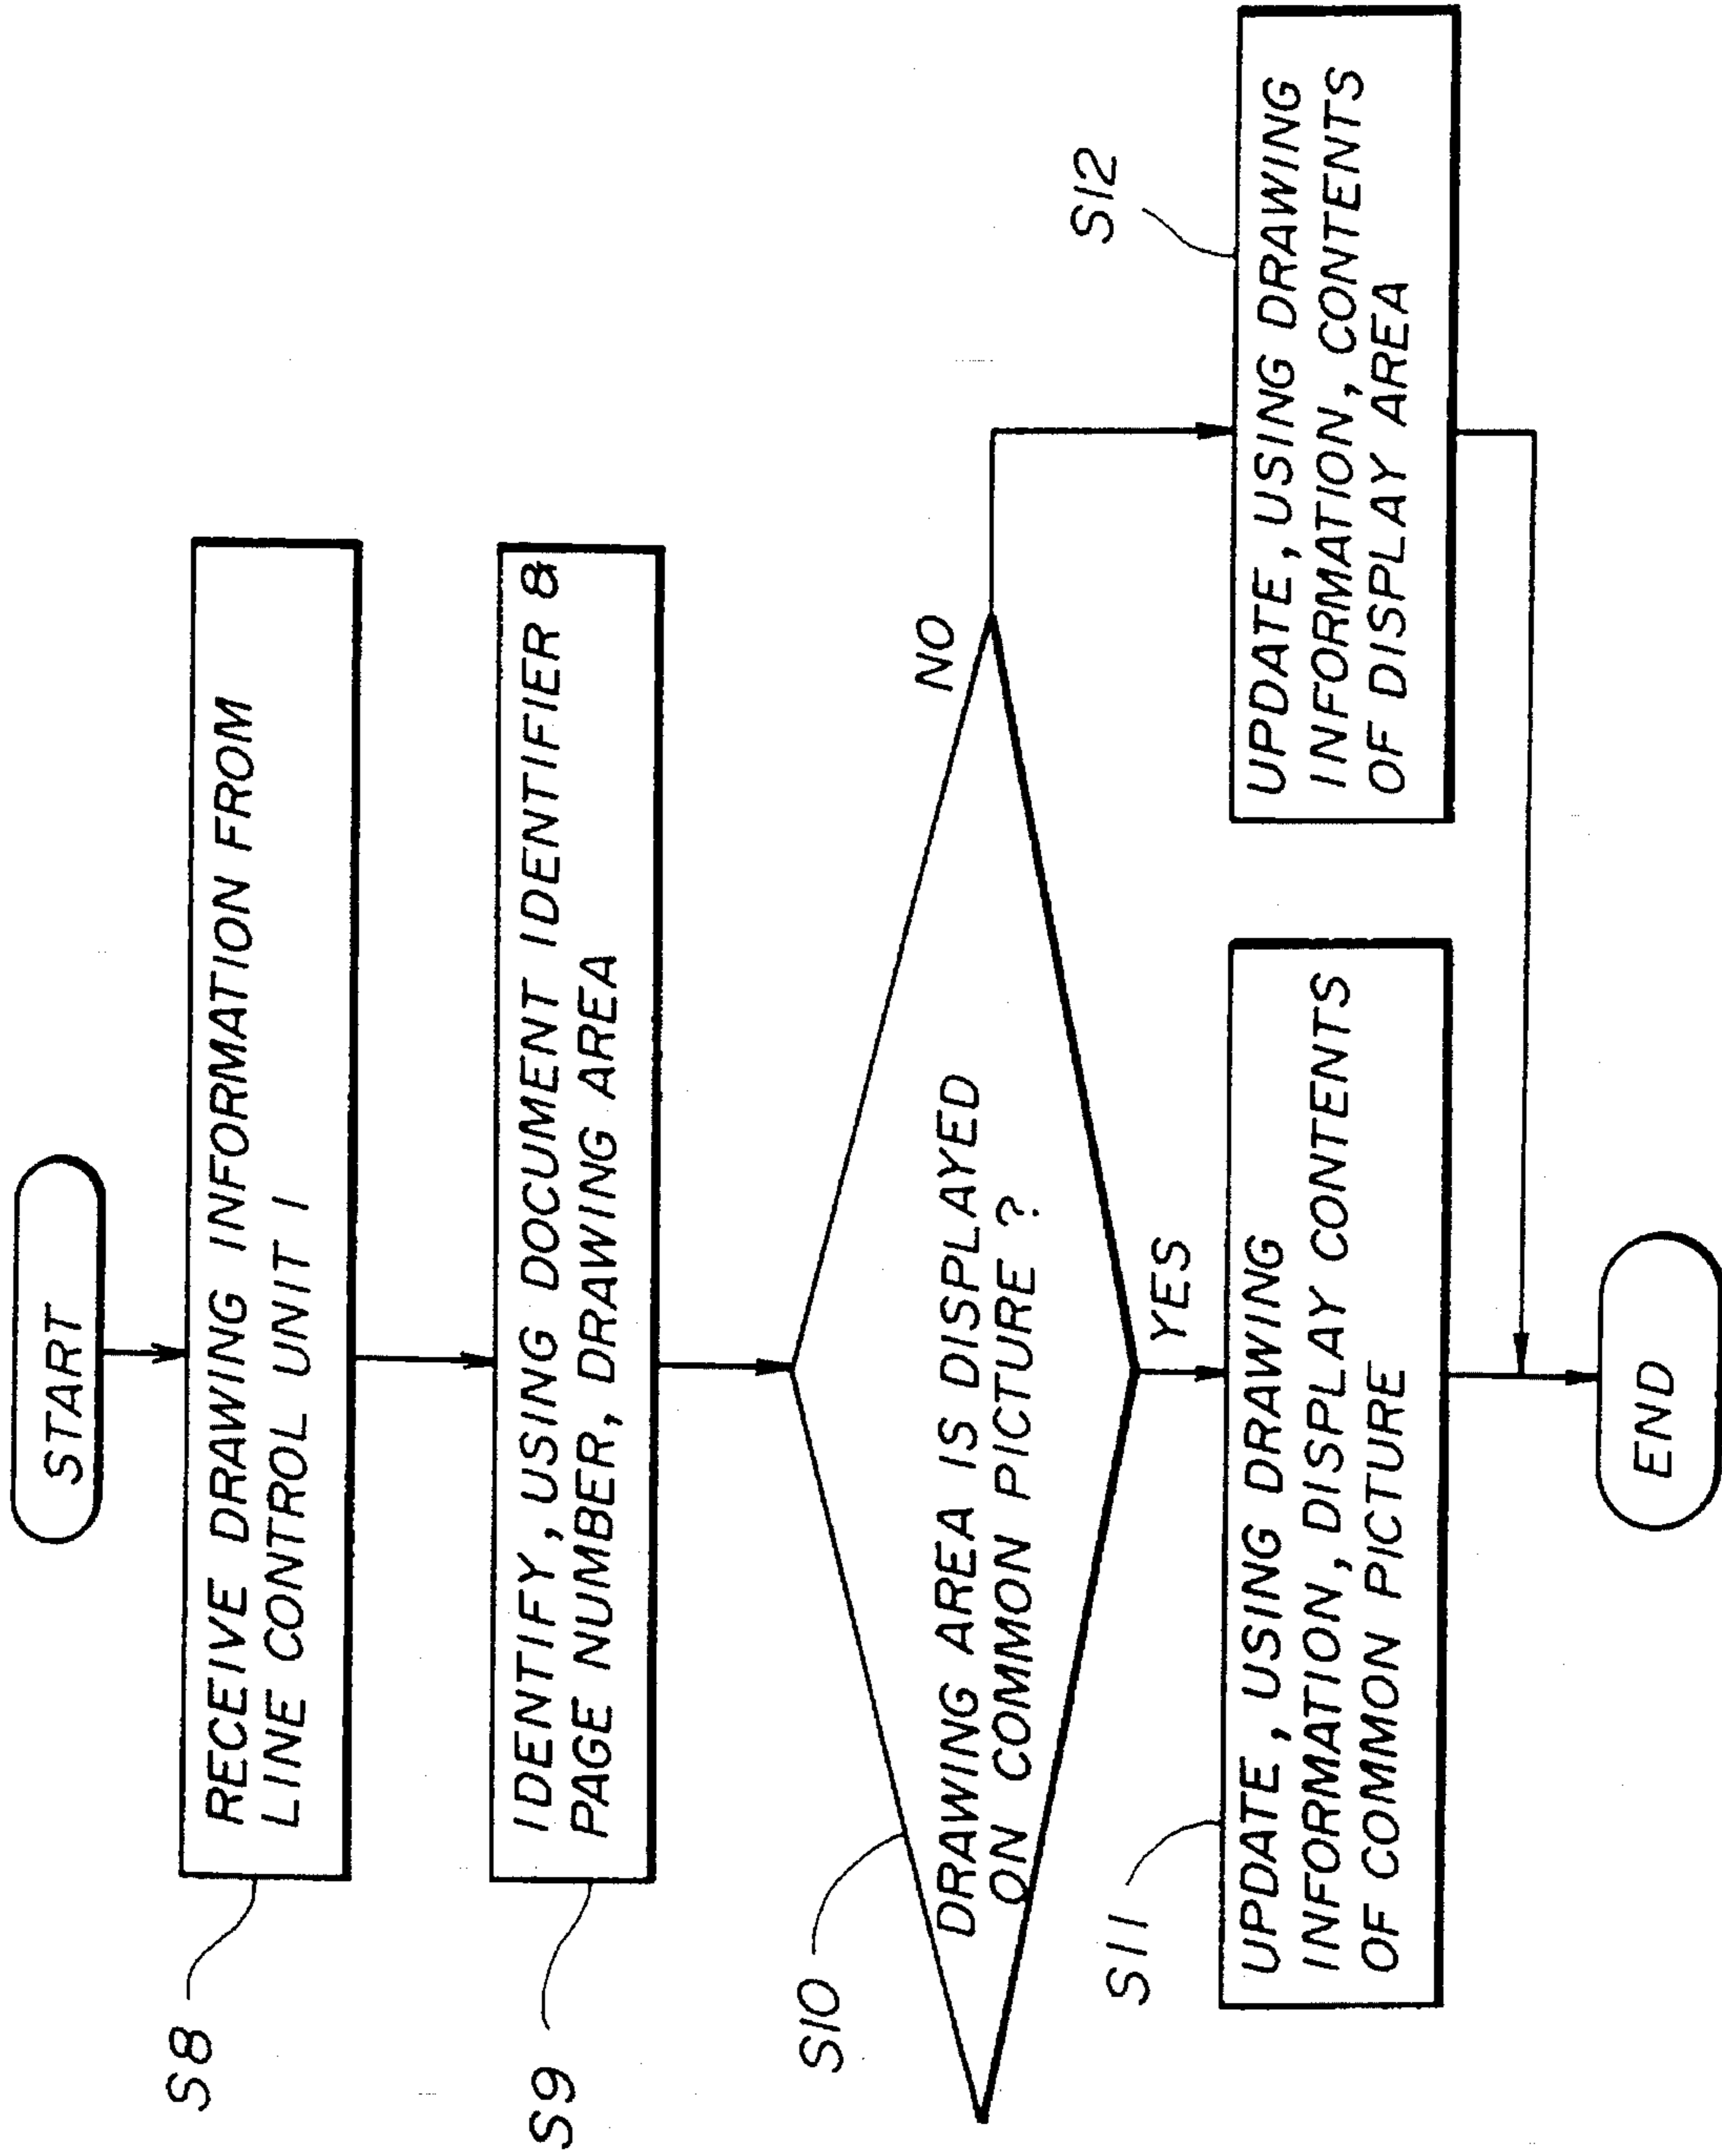 START
S8
RECEIVE DRAWING INFORMATION FROM
LINE CONTROL UNIT 1
S9
IDENTIFY, USING DOCUMENT IDENTIFIER &
PAGE NUMBER, DRAWING AREA
S10
DRAWING AREA IS DISPLAYED
ON COMMON PICTURE ?
NO
YES
S11
UPDATE, USING DRAWING
INFORMATION, DISPLAY CONTENTS
OF COMMON PICTURE
S12
UPDATE, USING DRAWING
INFORMATION, CONTENTS
OF DISPLAY AREA
END